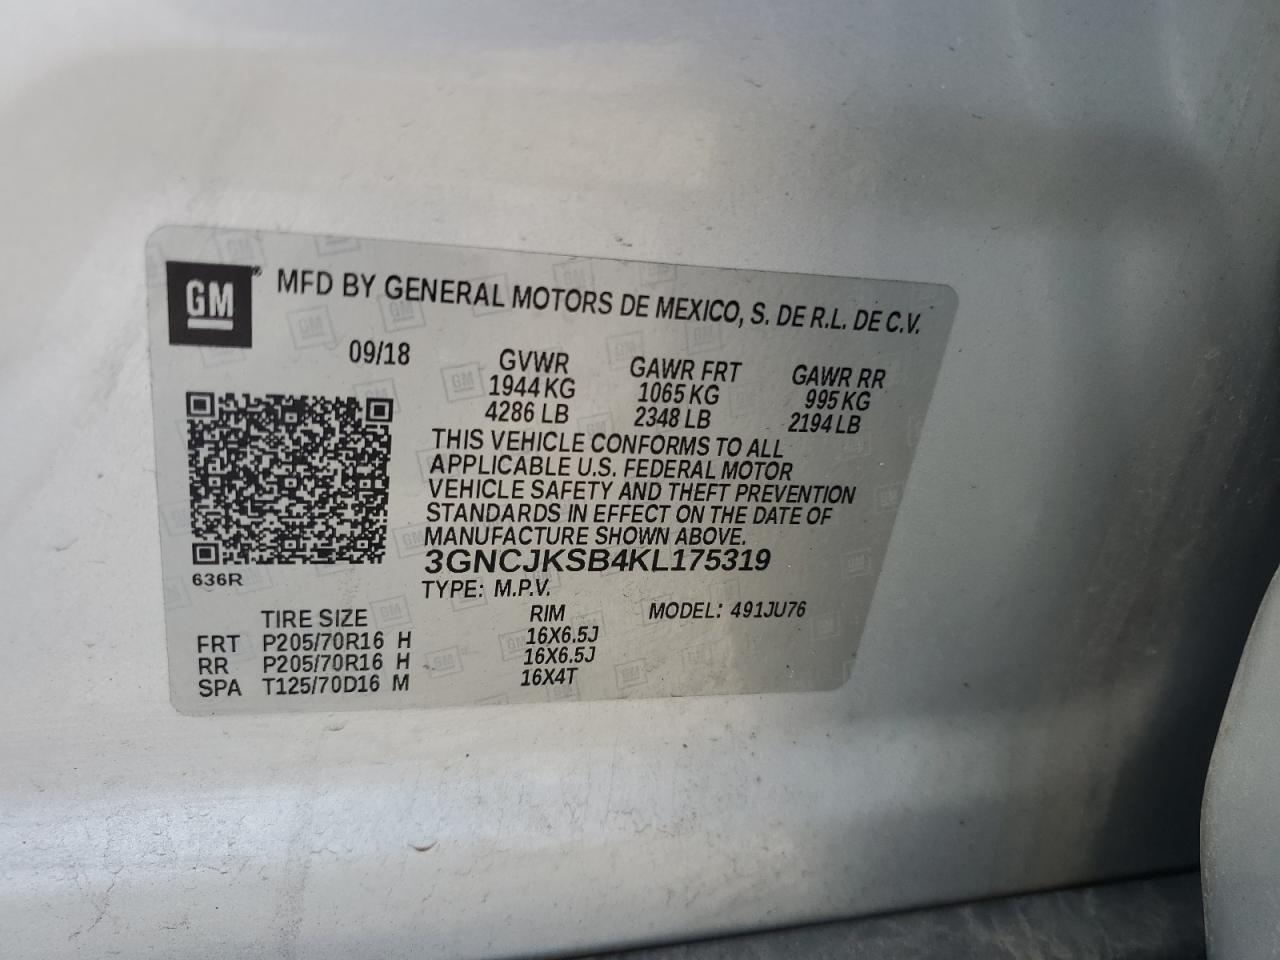 GM® MFD BY GENERAL MOTORS DE MEXICO, S. DE R.L. DE C.V.
09/18 GVWR GAWR FRT GAWR RR
1944 KG 1065 KG 995 KG
4286 LB 2348 LB 2194 LB
THIS VEHICLE CONFORMS TO ALL
APPLICABLE U.S. FEDERAL MOTOR
VEHICLE SAFETY AND THEFT PREVENTION
STANDARDS IN EFFECT ON THE DATE OF
MANUFACTURE SHOWN ABOVE.
3GNCJKSB4KL175319
636R
TYPE: M.P.V. MODEL: 491JU76
TIRE SIZE RIM
FRT P205/70R16 H 16X6.5J
RR P205/70R16 H 16X6.5J
SPA T125/70D16 M 16X4T